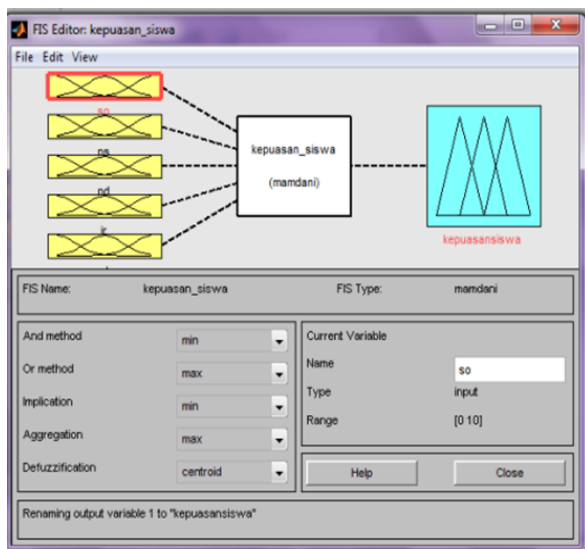 FIS Editor: kepuasan_siswa
File Edit View
so
ns
nd
kepuasan_siswa
(mamdani)
kepuasansiswa
FIS Name: kepuasan_siswa FIS Type: mamdani
And method min
Or method max
Implication min
Aggregation max
Defuzzification centroid
Current Variable
Name so
Type input
Range [0 10]
Help Close
Renaming output variable 1 to "kepuasansiswa"